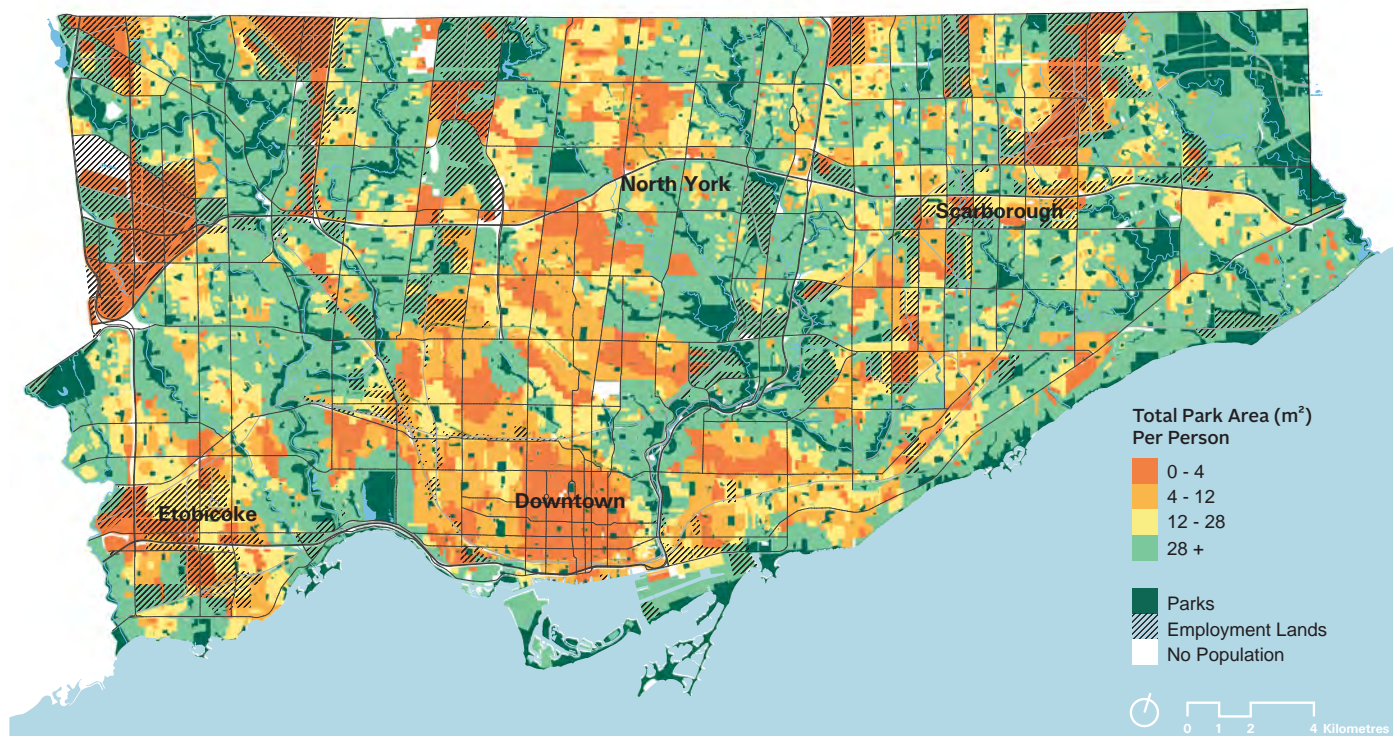 North York
Scarborough
Etobicoke
Downtown
Total Park Area (m²)
Per Person
0 - 4
4 - 12
12 - 28
28 +
Parks
Employment Lands
No Population
0 1 2 4 Kilometres